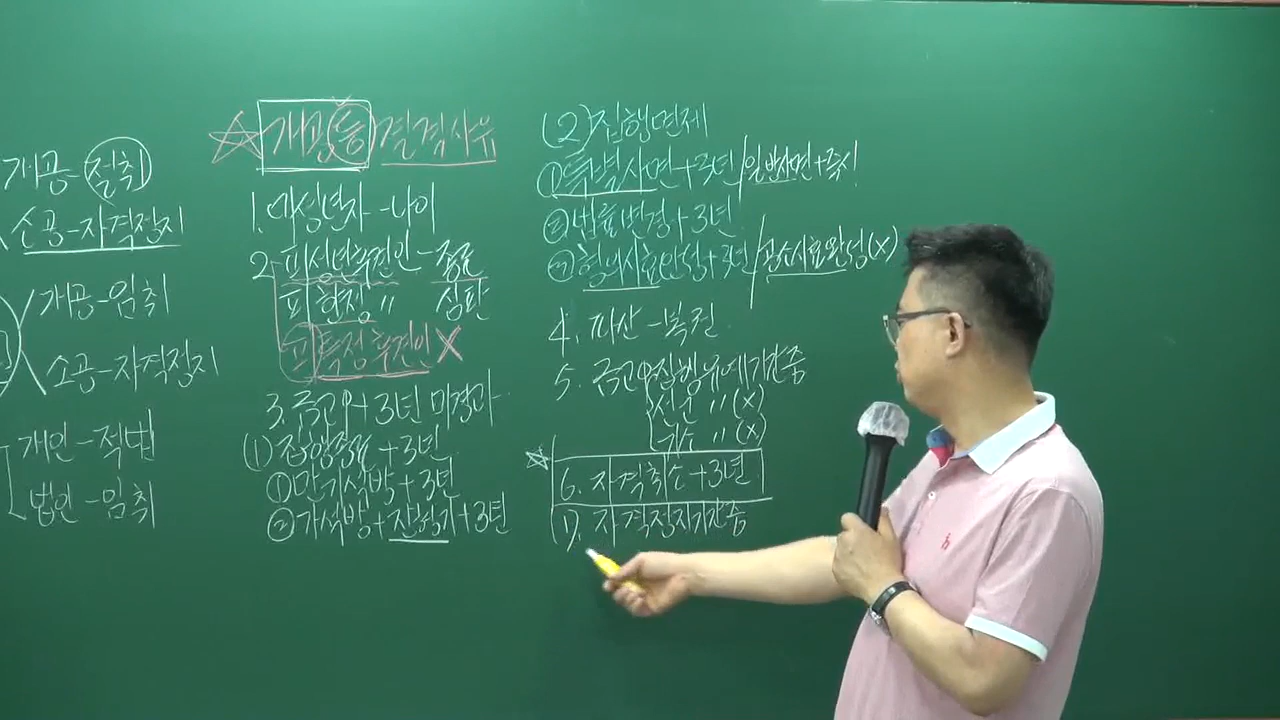 개공-절취
소공-자격정지
개공-임취
소공-자격정지
개인-적법
법인-임취
☆ 개공(등) 결격사유
1. 미성년자-나이
2. 피성년후견인-종료
피한정 〃 심판
피특정후견인 X
3. 금고↑+3년 미경과
(1) 집행종료+3년
① 만기석방+3년
② 가석방+잔형기+3년
(2) 집행면제
① 특별사면+3년/일반사면+즉시
② 법률변경+3년
③ 형의시효완성+3년/공소시효완성(X)
4. 파산-복권
5. 금고↑집행유예기간중
선고 〃 (X)
기소 〃 (X)
☆ 6. 자격취소+3년
(1). 자격정지기간중